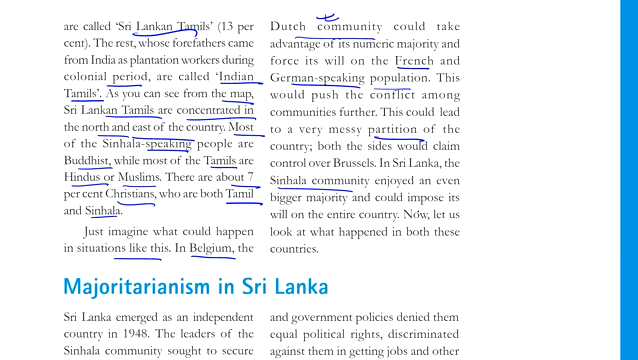 are called ‘Sri Lankan Tamils’ (13 per
cent). The rest, whose forefathers came
from India as plantation workers during
colonial period, are called ‘Indian
Tamils’. As you can see from the map,
Sri Lankan Tamils are concentrated in
the north and east of the country. Most
of the Sinhala-speaking people are
Buddhist, while most of the Tamils are
Hindus or Muslims. There are about 7
per cent Christians, who are both Tamil
and Sinhala.
Just imagine what could happen
in situations like this. In Belgium, the
Dutch community could take
advantage of its numeric majority and
force its will on the French and
German-speaking population. This
would push the conflict among
communities further. This could lead
to a very messy partition of the
country; both the sides would claim
control over Brussels. In Sri Lanka, the
Sinhala community enjoyed an even
bigger majority and could impose its
will on the entire country. Now, let us
look at what happened in both these
countries.
Majoritarianism in Sri Lanka
Sri Lanka emerged as an independent
country in 1948. The leaders of the
Sinhala community sought to secure
and government policies denied them
equal political rights, discriminated
against them in getting jobs and other